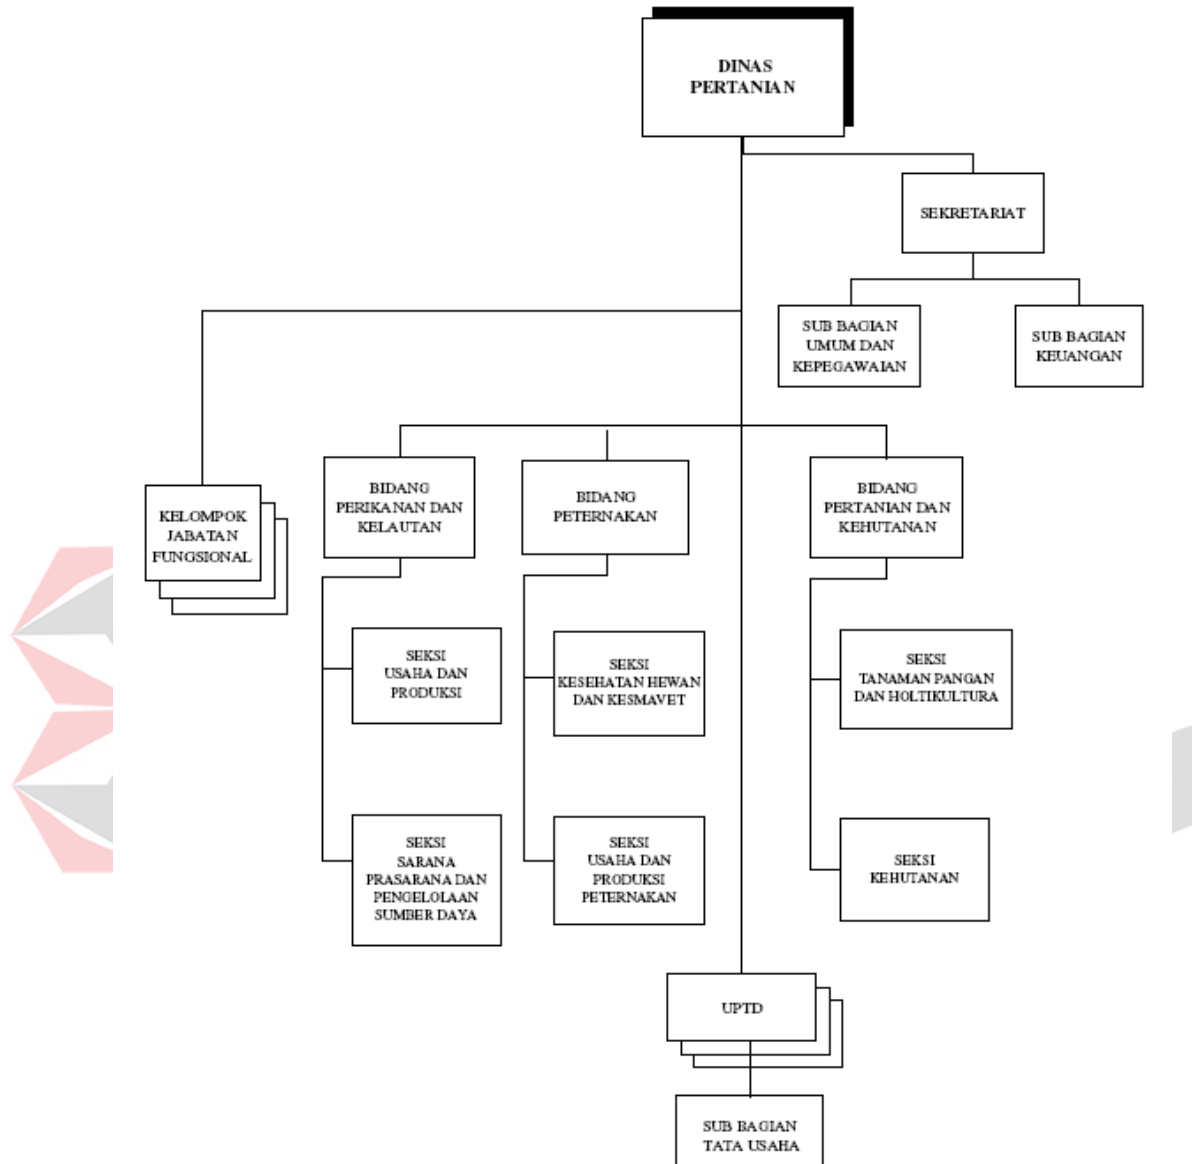 DINAS
PERTANIAN
SEKRETARIAT
SUB BAGIAN
UMUM DAN
KEPEGAWAIAN
SUB BAGIAN
KEUANGAN
KELOMPOK
JABATAN
FUNGSIONAL
BIDANG
PERIKANAN DAN
KELAUTAN
BIDANG
PETERNAKAN
BIDANG
PERTANIAN DAN
KEHUTANAN
SEKSI
USAHA DAN
PRODUKSI
SEKSI
KESEHATAN HEWAN
DAN KESMAVET
SEKSI
TANAMAN PANGAN
DAN HOLTIKULTURA
SEKSI
SARANA
PRASARANA DAN
PENGELOLAAN
SUMBER DAYA
SEKSI
USAHA DAN
PRODUKSI
PETERNAKAN
SEKSI
KEHUTANAN
UPTD
SUB BAGIAN
TATA USAHA